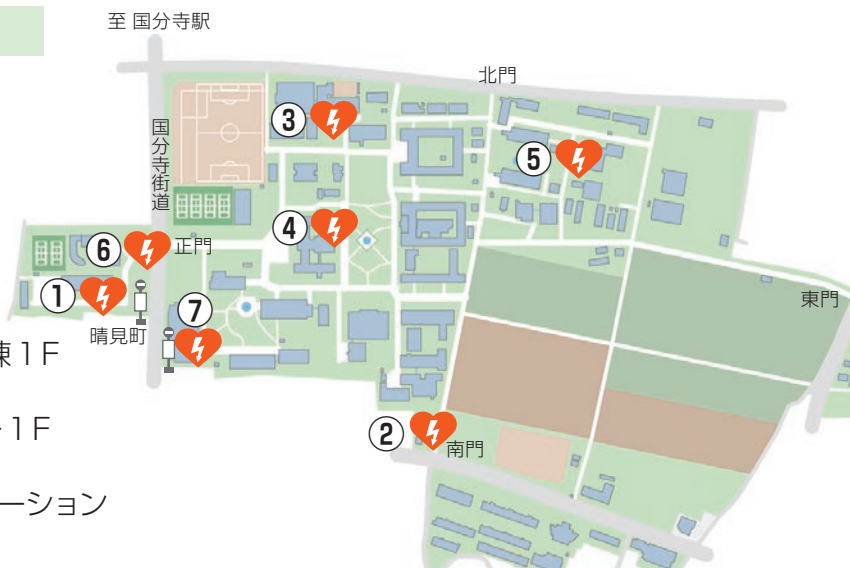 至 国分寺駅
北門
国分寺街道
③
⑤
④
⑥
正門
①
⑦
東門
晴見町
棟1F
1F
②
南門
ーション